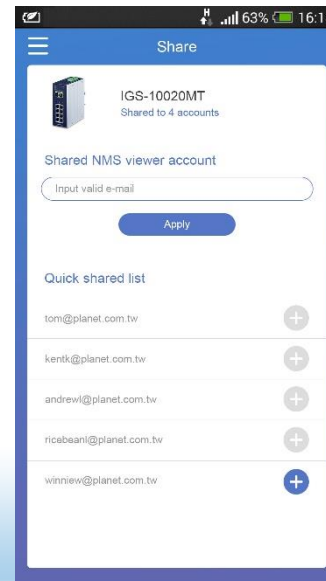 H 63% 16:1
Share
IGS-10020MT
Shared to 4 accounts
Shared NMS viewer account
Input valid e-mail
Apply
Quick shared list
tom@planet.com.tw
kentk@planet.com.tw
andrewl@planet.com.tw
ricebeanl@planet.com.tw
winniew@planet.com.tw